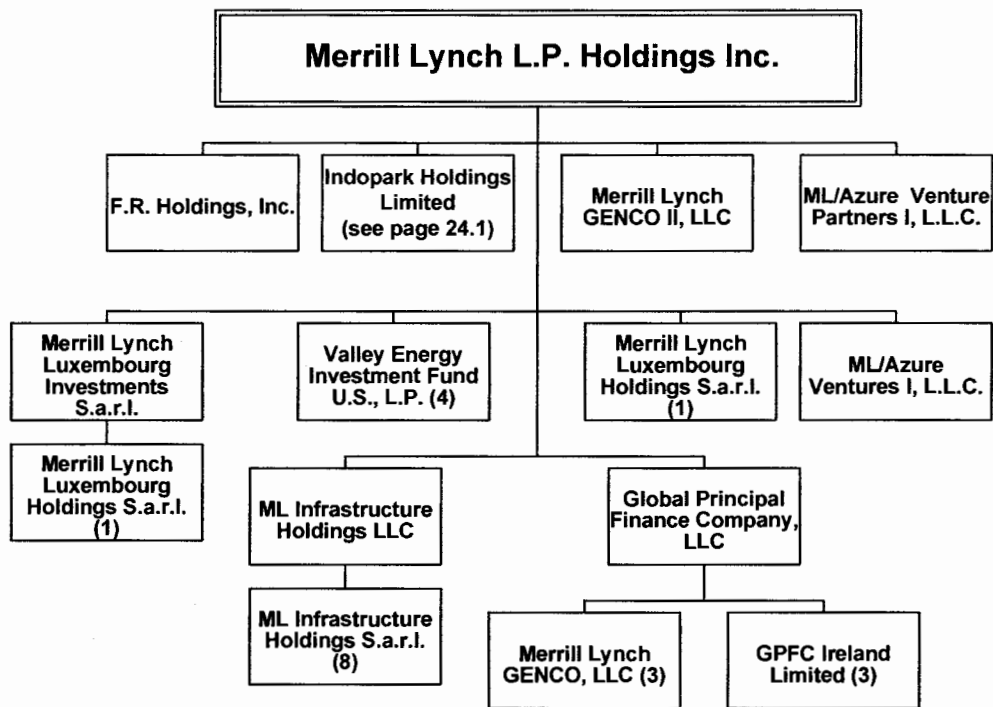 Merrill Lynch L.P. Holdings Inc.
F.R. Holdings, Inc.
Indopark Holdings
Limited
(see page 24.1)
Merrill Lynch
GENCO II, LLC
ML/Azure Venture
Partners I, L.L.C.
Merrill Lynch
Luxembourg
Investments
S.a.r.l.
Valley Energy
Investment Fund
U.S., L.P. (4)
Merrill Lynch
Luxembourg
Holdings S.a.r.l.
(1)
ML/Azure
Ventures I, L.L.C.
Merrill Lynch
Luxembourg
Holdings S.a.r.l.
(1)
ML Infrastructure
Holdings LLC
Global Principal
Finance Company,
LLC
ML Infrastructure
Holdings S.a.r.l.
(8)
Merrill Lynch
GENCO, LLC (3)
GPFC Ireland
Limited (3)